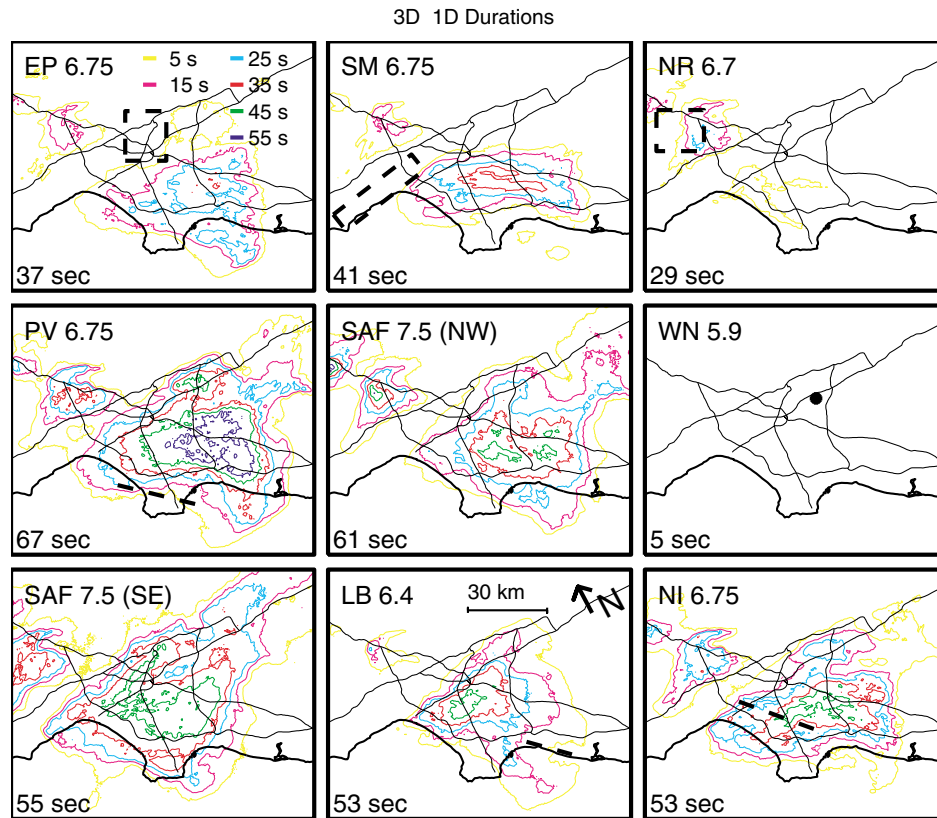 3D 1D Durations
EP 6.75
5 s
25 s
15 s
35 s
45 s
55 s
37 sec
SM 6.75
41 sec
NR 6.7
29 sec
PV 6.75
67 sec
SAF 7.5 (NW)
61 sec
WN 5.9
5 sec
SAF 7.5 (SE)
55 sec
LB 6.4
30 km
N
53 sec
NI 6.75
53 sec